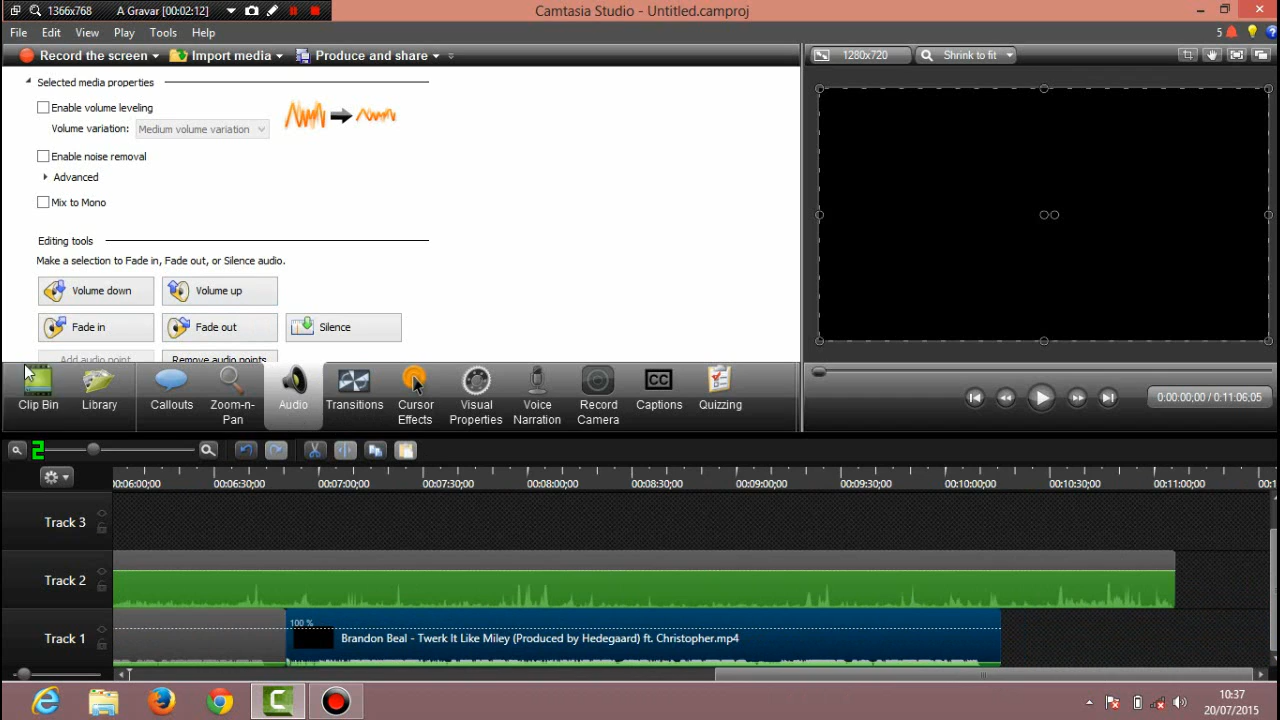 1366x768 A Gravar [00:02:12] Camtasia Studio - Untitled.camproj
File Edit View Play Tools Help 5
Record the screen Import media Produce and share 1280x720 Shrink to fit
Selected media properties
Enable volume leveling
Volume variation: Medium volume variation
Enable noise removal
Advanced
Mix to Mono
Editing tools
Make a selection to Fade in, Fade out, or Silence audio.
Volume down Volume up
Fade in Fade out Silence
Add audio point Remove audio points
Clip Bin Library Callouts Zoom-n-Pan Audio Transitions Cursor Effects Visual Properties Voice Narration Record Camera Captions Quizzing
0:00:00;00 / 0:11:06;05
2
00:06:00;00 00:06:30;00 00:07:00;00 00:07:30;00 00:08:00;00 00:08:30;00 00:09:00;00 00:09:30;00 00:10:00;00 00:10:30;00 00:11:00;00
Track 3
Track 2
100 %
Track 1 Brandon Beal - Twerk It Like Miley (Produced by Hedegaard) ft. Christopher.mp4
10:37
20/07/2015